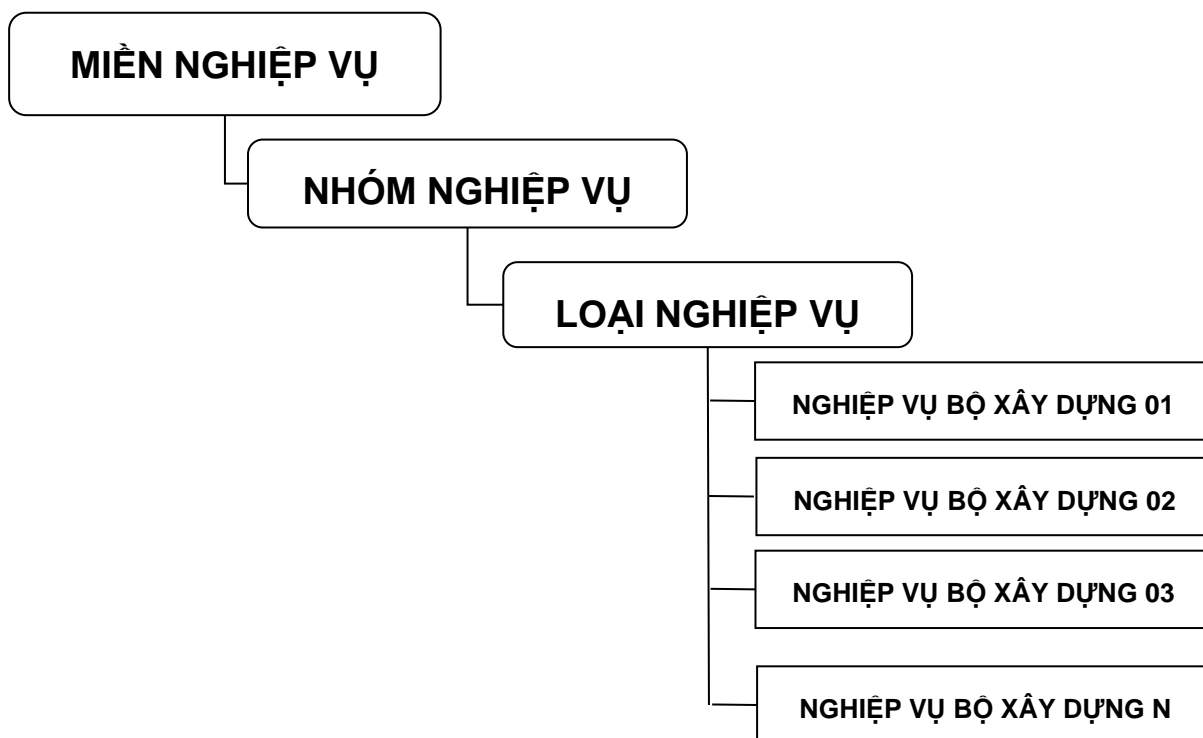 MIỀN NGHIỆP VỤ
NHÓM NGHIỆP VỤ
LOẠI NGHIỆP VỤ
NGHIỆP VỤ BỘ XÂY DỰNG 01
NGHIỆP VỤ BỘ XÂY DỰNG 02
NGHIỆP VỤ BỘ XÂY DỰNG 03
NGHIỆP VỤ BỘ XÂY DỰNG N